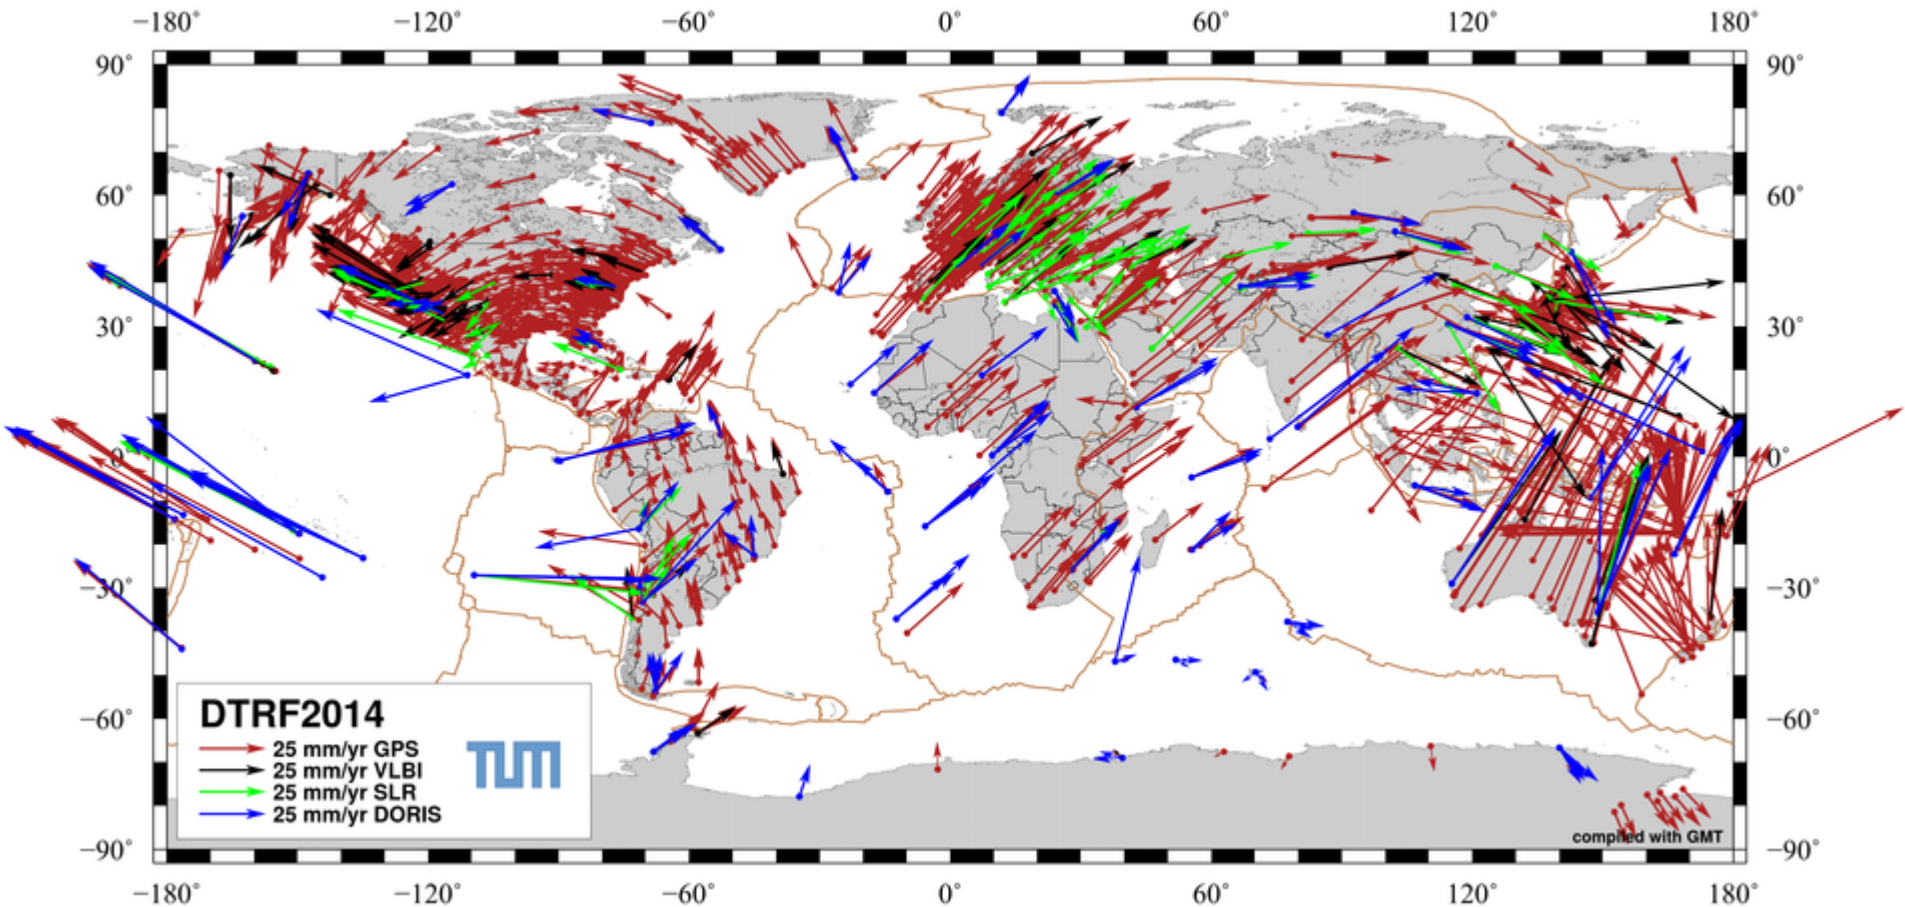 −180˚ −120˚ −60˚ 0˚ 60˚ 120˚ 180˚
90˚ 90˚
60˚ 60˚
30˚ 30˚
0˚ 0˚
−30˚ −30˚
−60˚ −60˚
−90˚ −90˚
DTRF2014
25 mm/yr GPS
25 mm/yr VLBI
25 mm/yr SLR
25 mm/yr DORIS
TUM
compiled with GMT
−180˚ −120˚ −60˚ 0˚ 60˚ 120˚ 180˚